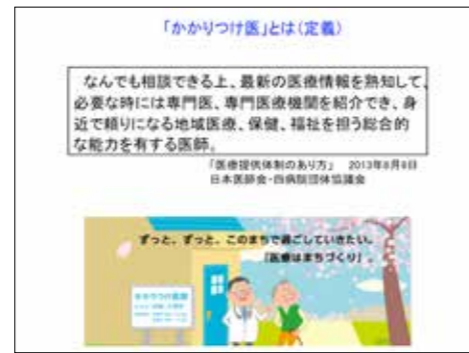 「かかりつけ医」とは(定義)
なんでも相談できる上、最新の医療情報を熟知して、
必要な時には専門医、専門医療機関を紹介でき、身
近で頼りになる地域医療、保健、福祉を担う総合的
な能力を有する医師。
「医療提供体制のあり方」 2013年8月8日
日本医師会・四病院団体協議会
ずっと、ずっと、このまちで過ごしていきたい。
「医療はまちづくり」。
かかりつけ医院